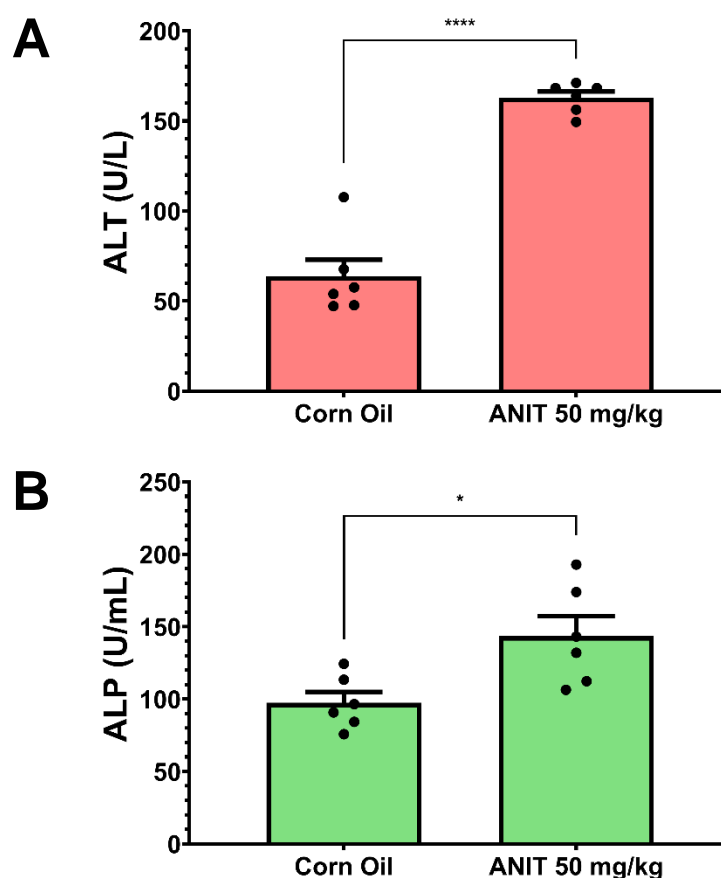 A
ALT (U/L)
200
150
100
50
0
****
Corn Oil
ANIT 50 mg/kg
B
ALP (U/mL)
250
200
150
100
50
0
*
Corn Oil
ANIT 50 mg/kg